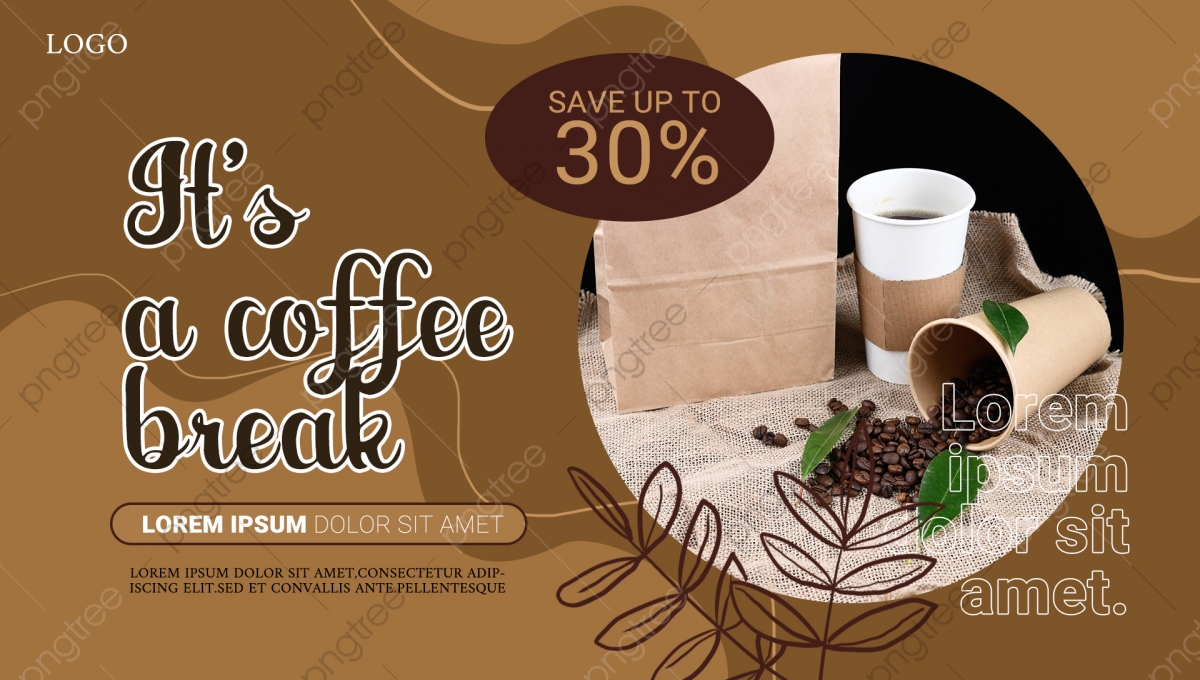 LOGO
SAVE UP TO
30%
It's
a coffee
break
LOREM IPSUM DOLOR SIT AMET
LOREM IPSUM DOLOR SIT AMET,CONSECTETUR ADIP-
ISCING ELIT.SED ET CONVALLIS ANTE.PELLENTESQUE
Lorem
ipsum
dolor sit
amet.
pngtree